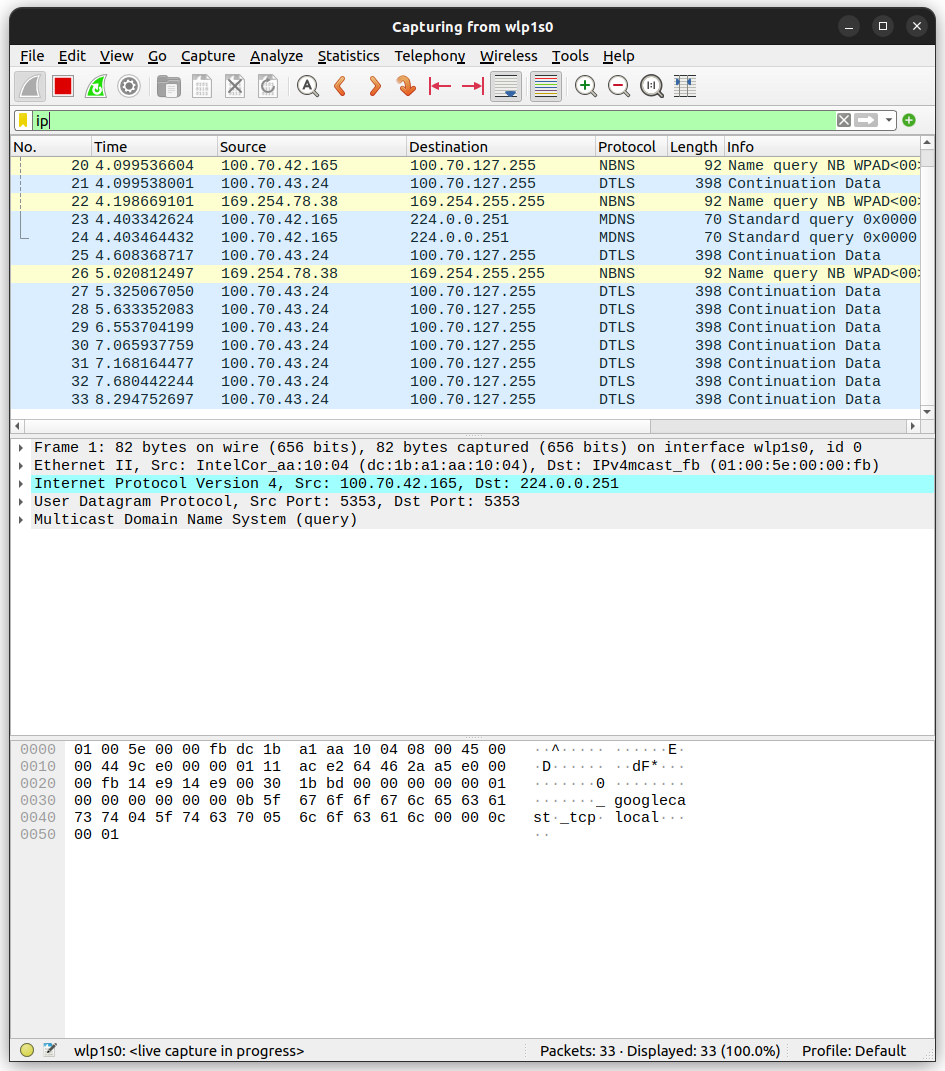 Capturing from wlp1s0
File Edit View Go Capture Analyze Statistics Telephony Wireless Tools Help
ip
No. Time Source Destination Protocol Length Info
20 4.099536604 100.70.42.165 100.70.127.255 NBNS 92 Name query NB WPAD<00>
21 4.099538001 100.70.43.24 100.70.127.255 DTLS 398 Continuation Data
22 4.198669101 169.254.78.38 169.254.255.255 NBNS 92 Name query NB WPAD<00>
23 4.403342624 100.70.42.165 224.0.0.251 MDNS 70 Standard query 0x0000
24 4.403464432 100.70.42.165 224.0.0.251 MDNS 70 Standard query 0x0000
25 4.608368717 100.70.43.24 100.70.127.255 DTLS 398 Continuation Data
26 5.020812497 169.254.78.38 169.254.255.255 NBNS 92 Name query NB WPAD<00>
27 5.325067050 100.70.43.24 100.70.127.255 DTLS 398 Continuation Data
28 5.633352083 100.70.43.24 100.70.127.255 DTLS 398 Continuation Data
29 6.553704199 100.70.43.24 100.70.127.255 DTLS 398 Continuation Data
30 7.065937759 100.70.43.24 100.70.127.255 DTLS 398 Continuation Data
31 7.168164477 100.70.43.24 100.70.127.255 DTLS 398 Continuation Data
32 7.680442244 100.70.43.24 100.70.127.255 DTLS 398 Continuation Data
33 8.294752697 100.70.43.24 100.70.127.255 DTLS 398 Continuation Data
Frame 1: 82 bytes on wire (656 bits), 82 bytes captured (656 bits) on interface wlp1s0, id 0
Ethernet II, Src: IntelCor_aa:10:04 (dc:1b:a1:aa:10:04), Dst: IPv4mcast_fb (01:00:5e:00:00:fb)
Internet Protocol Version 4, Src: 100.70.42.165, Dst: 224.0.0.251
User Datagram Protocol, Src Port: 5353, Dst Port: 5353
Multicast Domain Name System (query)
0000 01 00 5e 00 00 fb dc 1b a1 aa 10 04 08 00 45 00 ··^····· ······E·
0010 00 44 9c e0 00 00 01 11 ac e2 64 46 2a a5 e0 00 ·D······ ··dF*···
0020 00 fb 14 e9 14 e9 00 30 1b bd 00 00 00 00 00 01 ·······0 ········
0030 00 00 00 00 00 00 0b 5f 67 6f 6f 67 6c 65 63 61 ·······_ googleca
0040 73 74 04 5f 74 63 70 05 6c 6f 63 61 6c 00 00 0c st·_tcp· local···
0050 00 01 ··
wlp1s0: <live capture in progress> Packets: 33 · Displayed: 33 (100.0%) Profile: Default